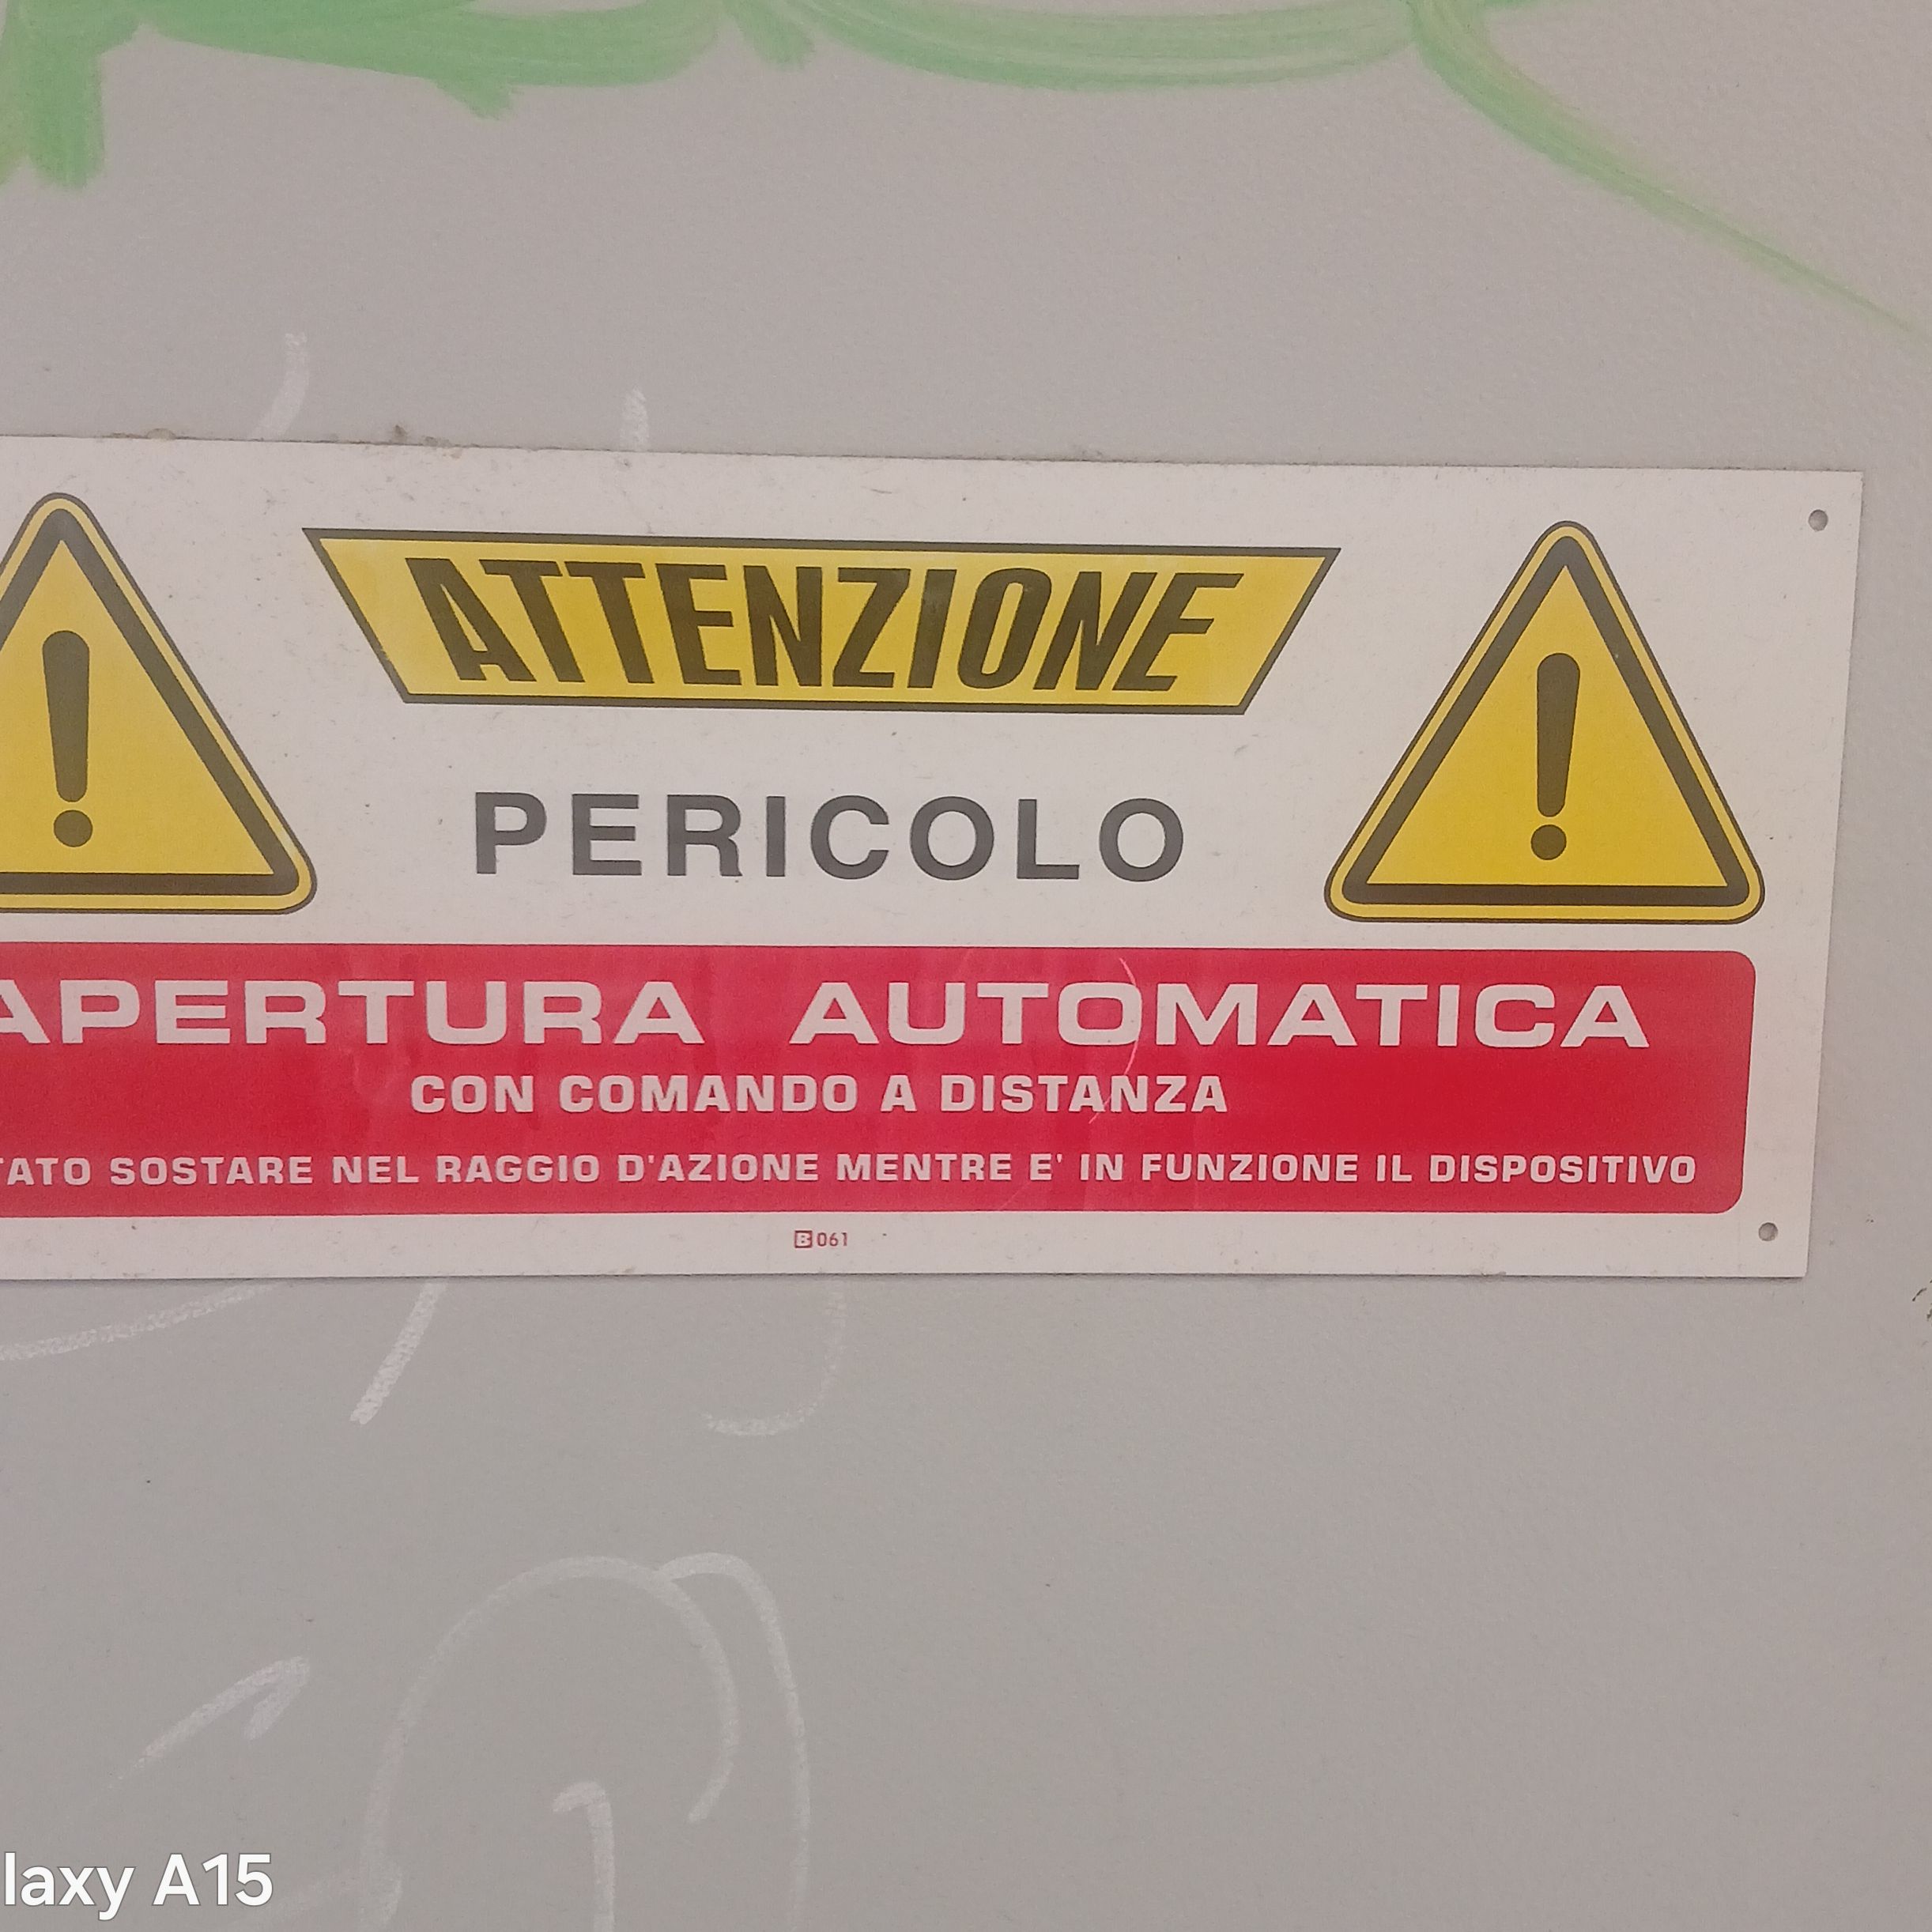 ATTENZIONE
PERICOLO
APERTURA AUTOMATICA
CON COMANDO A DISTANZA
TATO SOSTARE NEL RAGGIO D'AZIONE MENTRE E' IN FUNZIONE IL DISPOSITIVO
B 061
laxy A15